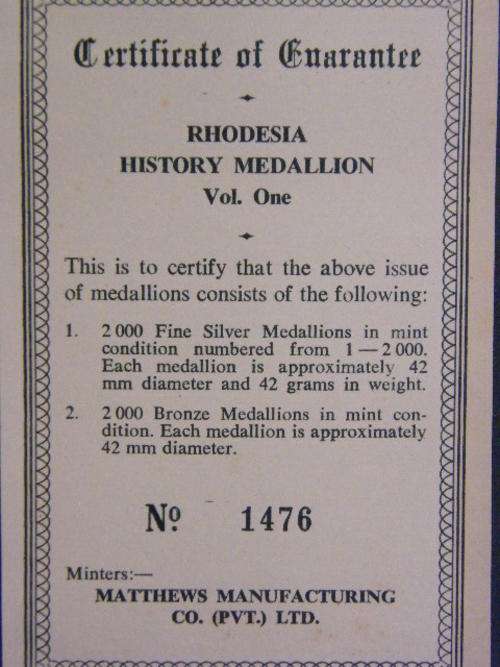 Certificate of Guarantee
RHODESIA
HISTORY MEDALLION
Vol. One
This is to certify that the above issue
of medallions consists of the following:
1. 2 000 Fine Silver Medallions in mint
condition numbered from 1 — 2 000.
Each medallion is approximately 42
mm diameter and 42 grams in weight.
2. 2 000 Bronze Medallions in mint con-
dition. Each medallion is approximately
42 mm diameter.
Nº 1476
Minters:—
MATTHEWS MANUFACTURING
CO. (PVT.) LTD.